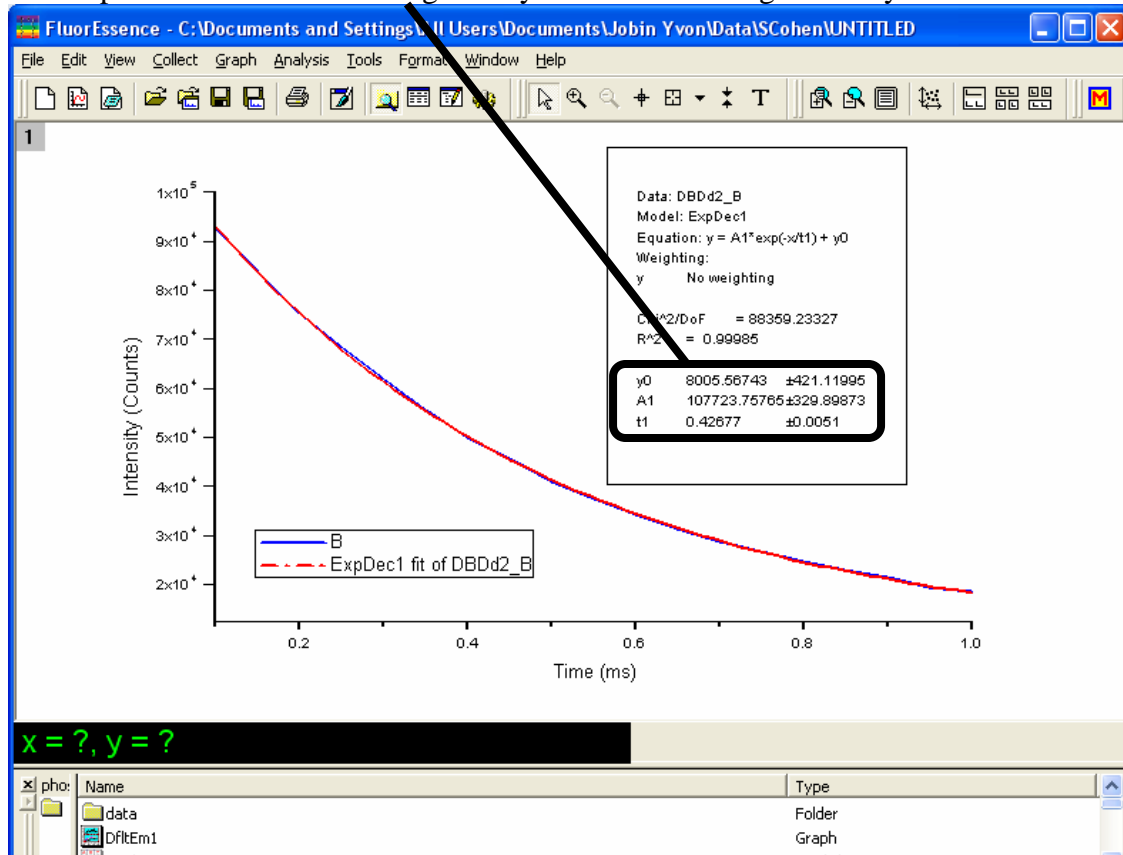 FluorEssence - C:\Documents and Settings\All Users\Documents\Jobin Yvon\Data\SCohen\UNTITLED
File Edit View Collect Graph Analysis Tools Format Window Help
T
M
1
Data: DBDd2_B
Model: ExpDec1
Equation: y = A1*exp(-x/t1) + y0
Weighting:
y No weighting
Chi^2/DoF = 88359.23327
R^2 = 0.99985
y0 8005.56743 ±421.11995
A1 107723.75765±329.89873
t1 0.42677 ±0.0051
Intensity (Counts)
1x10^5
9x10^4
8x10^4
7x10^4
6x10^4
5x10^4
4x10^4
3x10^4
2x10^4
B
ExpDec1 fit of DBDd2_B
0.2 0.4 0.6 0.8 1.0
Time (ms)
x = ?, y = ?
phos
Name Type
data Folder
DfltEm1 Graph